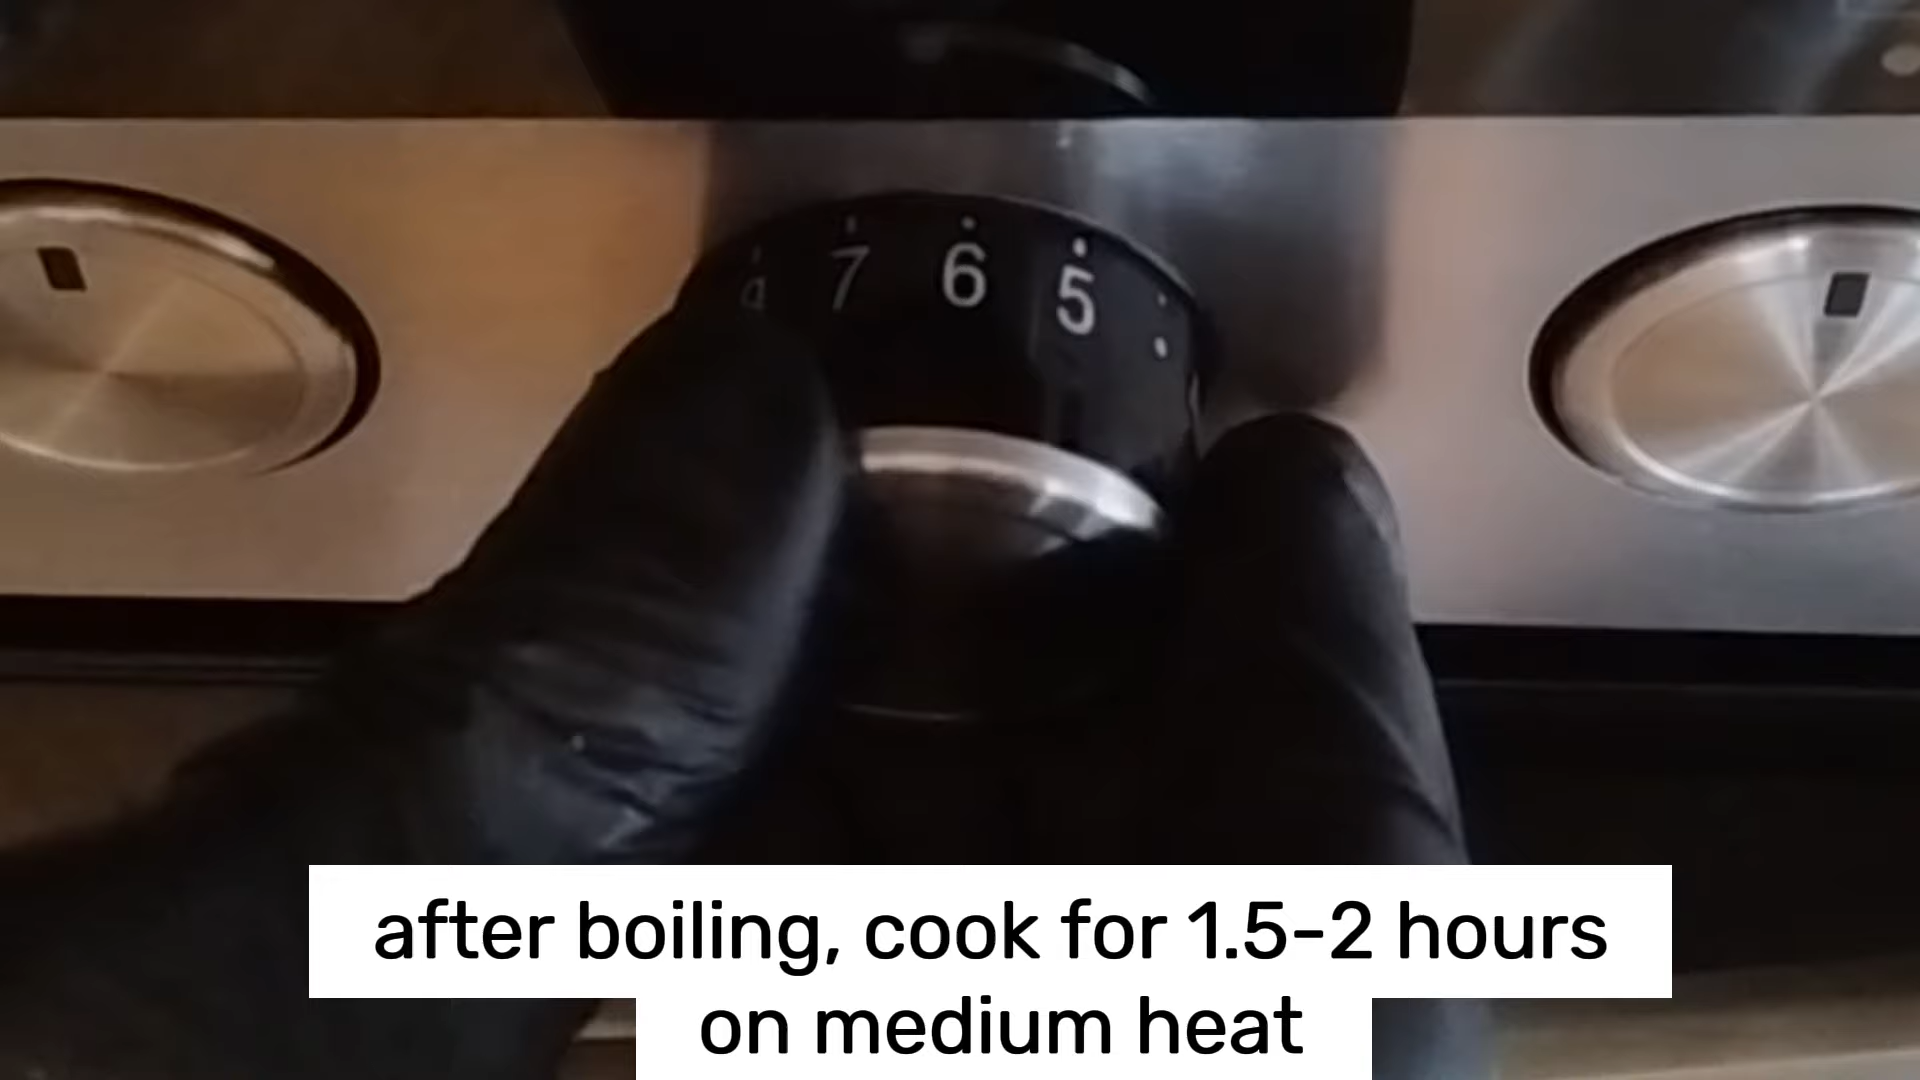 7 6 5
after boiling, cook for 1.5-2 hours
on medium heat